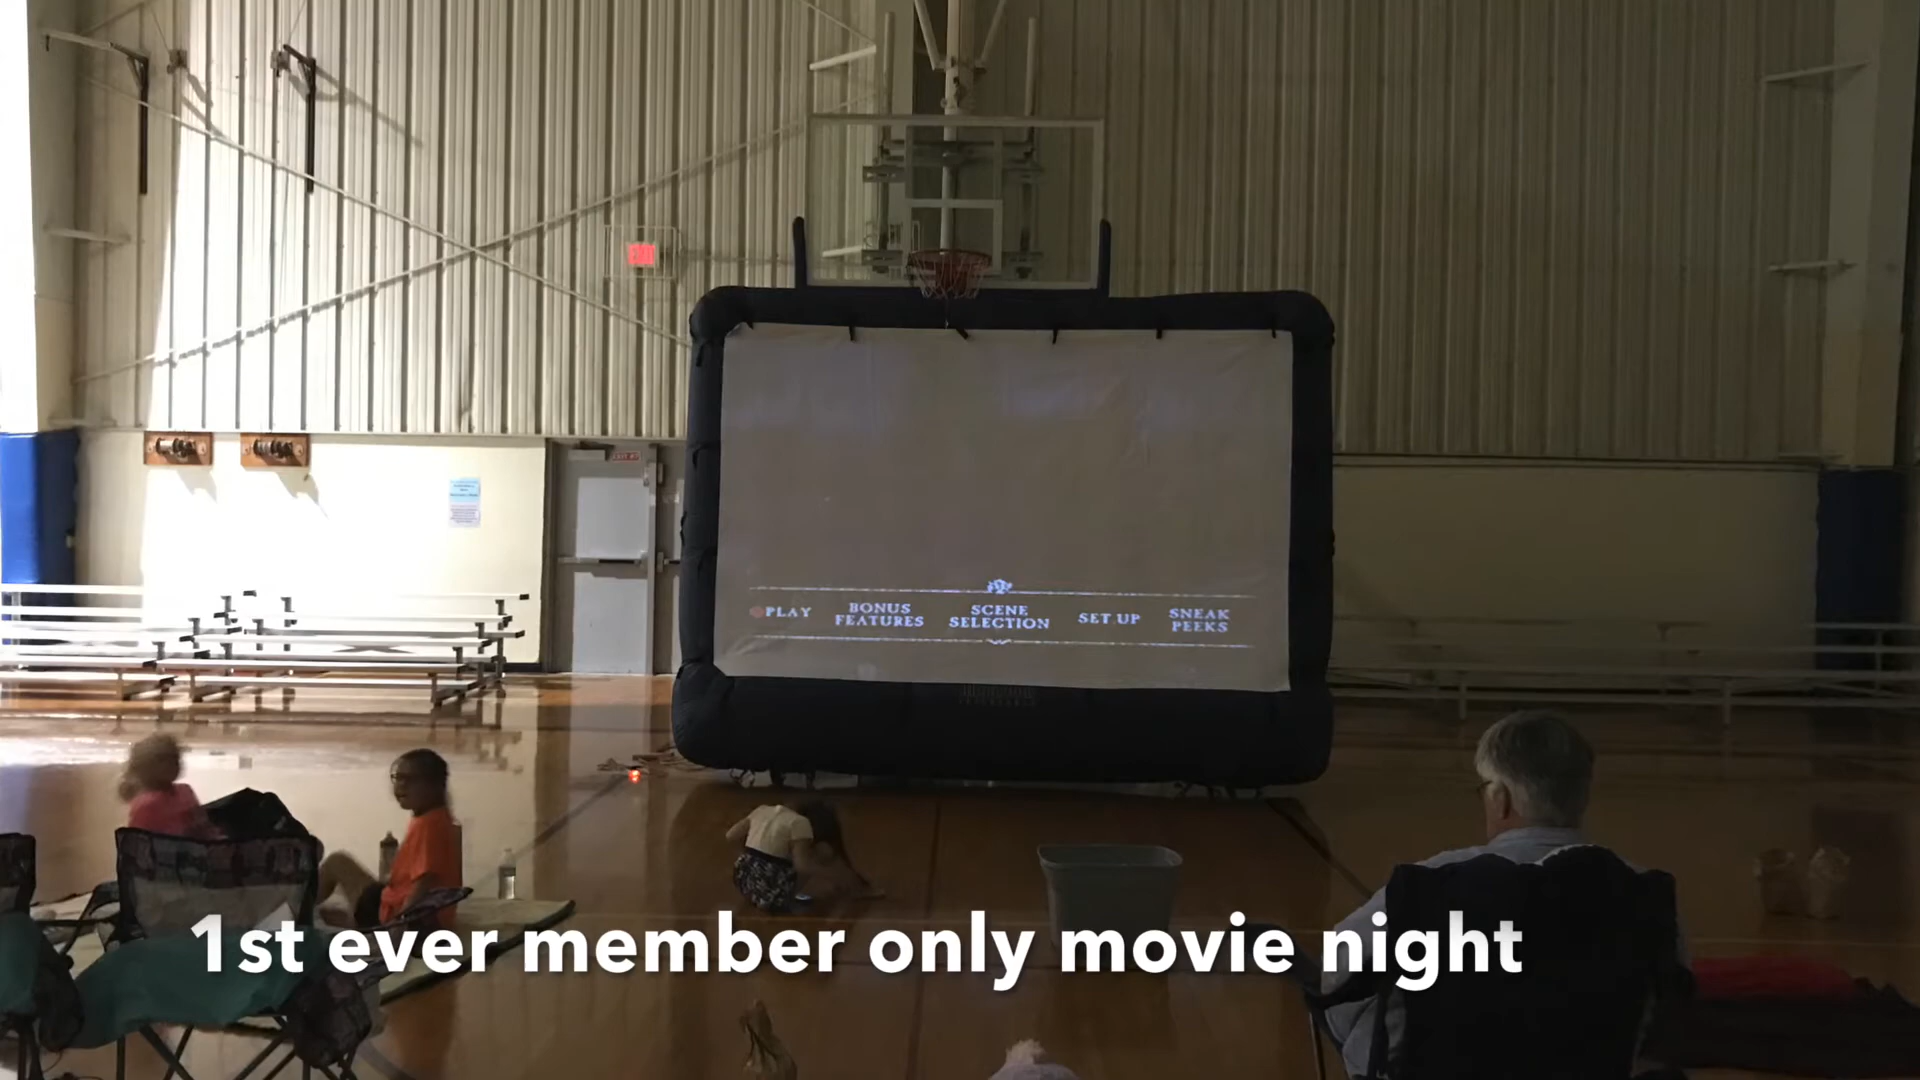 EXIT
PLAY
BONUS
FEATURES
SCENE
SELECTION
SET UP
SNEAK
PEEKS
1st ever member only movie night